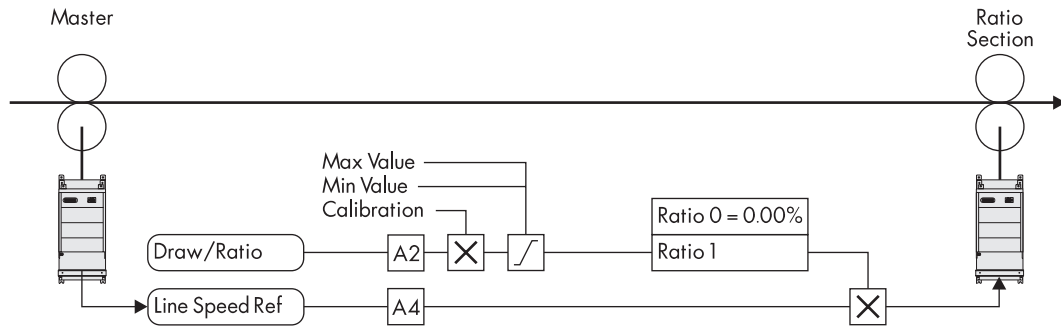 Master
Ratio
Section
Max Value
Min Value
Calibration
Ratio 0 = 0.00%
Draw/Ratio
A2
Ratio 1
Line Speed Ref
A4